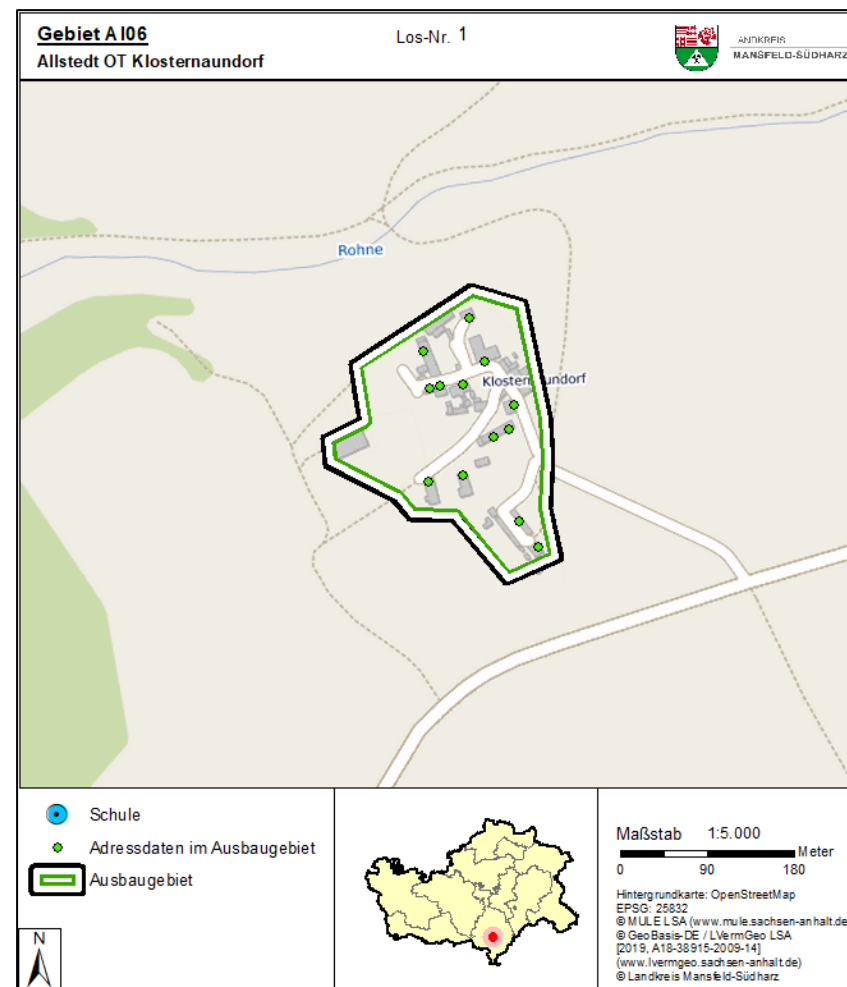 Gebiet AI06
Los-Nr. 1
Allstedt OT Klosternaundorf
ANDKREIS
MANSFELD-SÜDHARZ
Rohne
Klosternaundorf
Schule
Adressdaten im Ausbaugebiet
Ausbaugebiet
N
Maßstab 1:5.000
Meter
0 90 180
Hintergrundkarte: OpenStreetMap
EPSG: 25832
© MULE LSA (www.mule.sachsen-anhalt.de
© GeoBasis-DE / LVermGeo LSA
[2019, A18-38915-2009-14]
(www.lvermgeo.sachsen-anhalt.de)
© Landkreis Mansfeld-Südharz